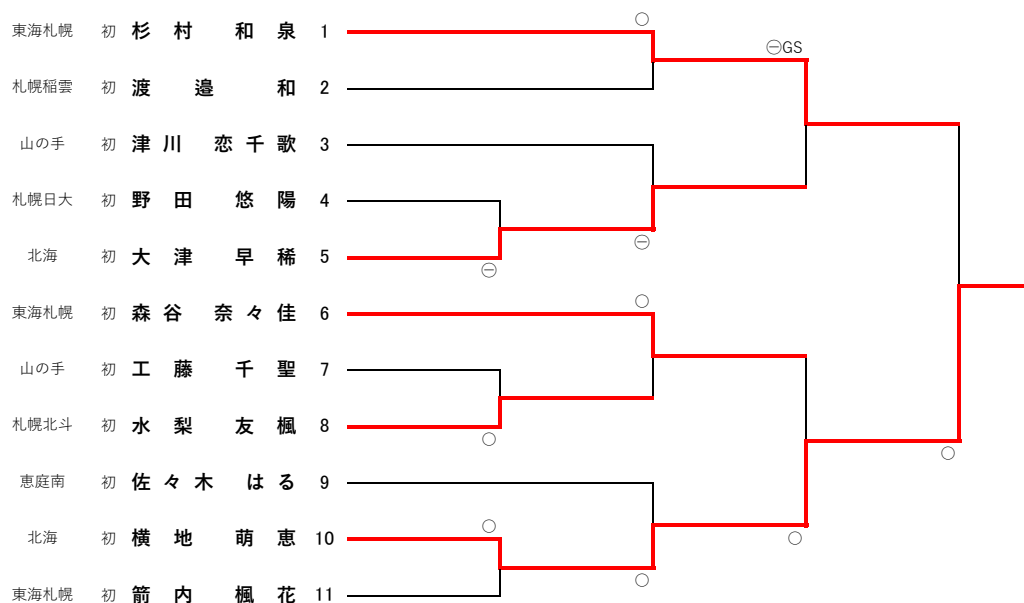 ○
東海札幌 初 杉村 和泉 1
㊀GS
札幌稲雲 初 渡邉 和 2
山の手 初 津川 恋千歌 3
札幌日大 初 野田 悠陽 4
㊀
北海 初 大津 早稀 5
㊀
○
東海札幌 初 森谷 奈々佳 6
山の手 初 工藤 千聖 7
札幌北斗 初 水梨 友楓 8
○
○
恵庭南 初 佐々木 はる 9
○
北海 初 横地 萌恵 10
○
○
東海札幌 初 箭内 楓花 11